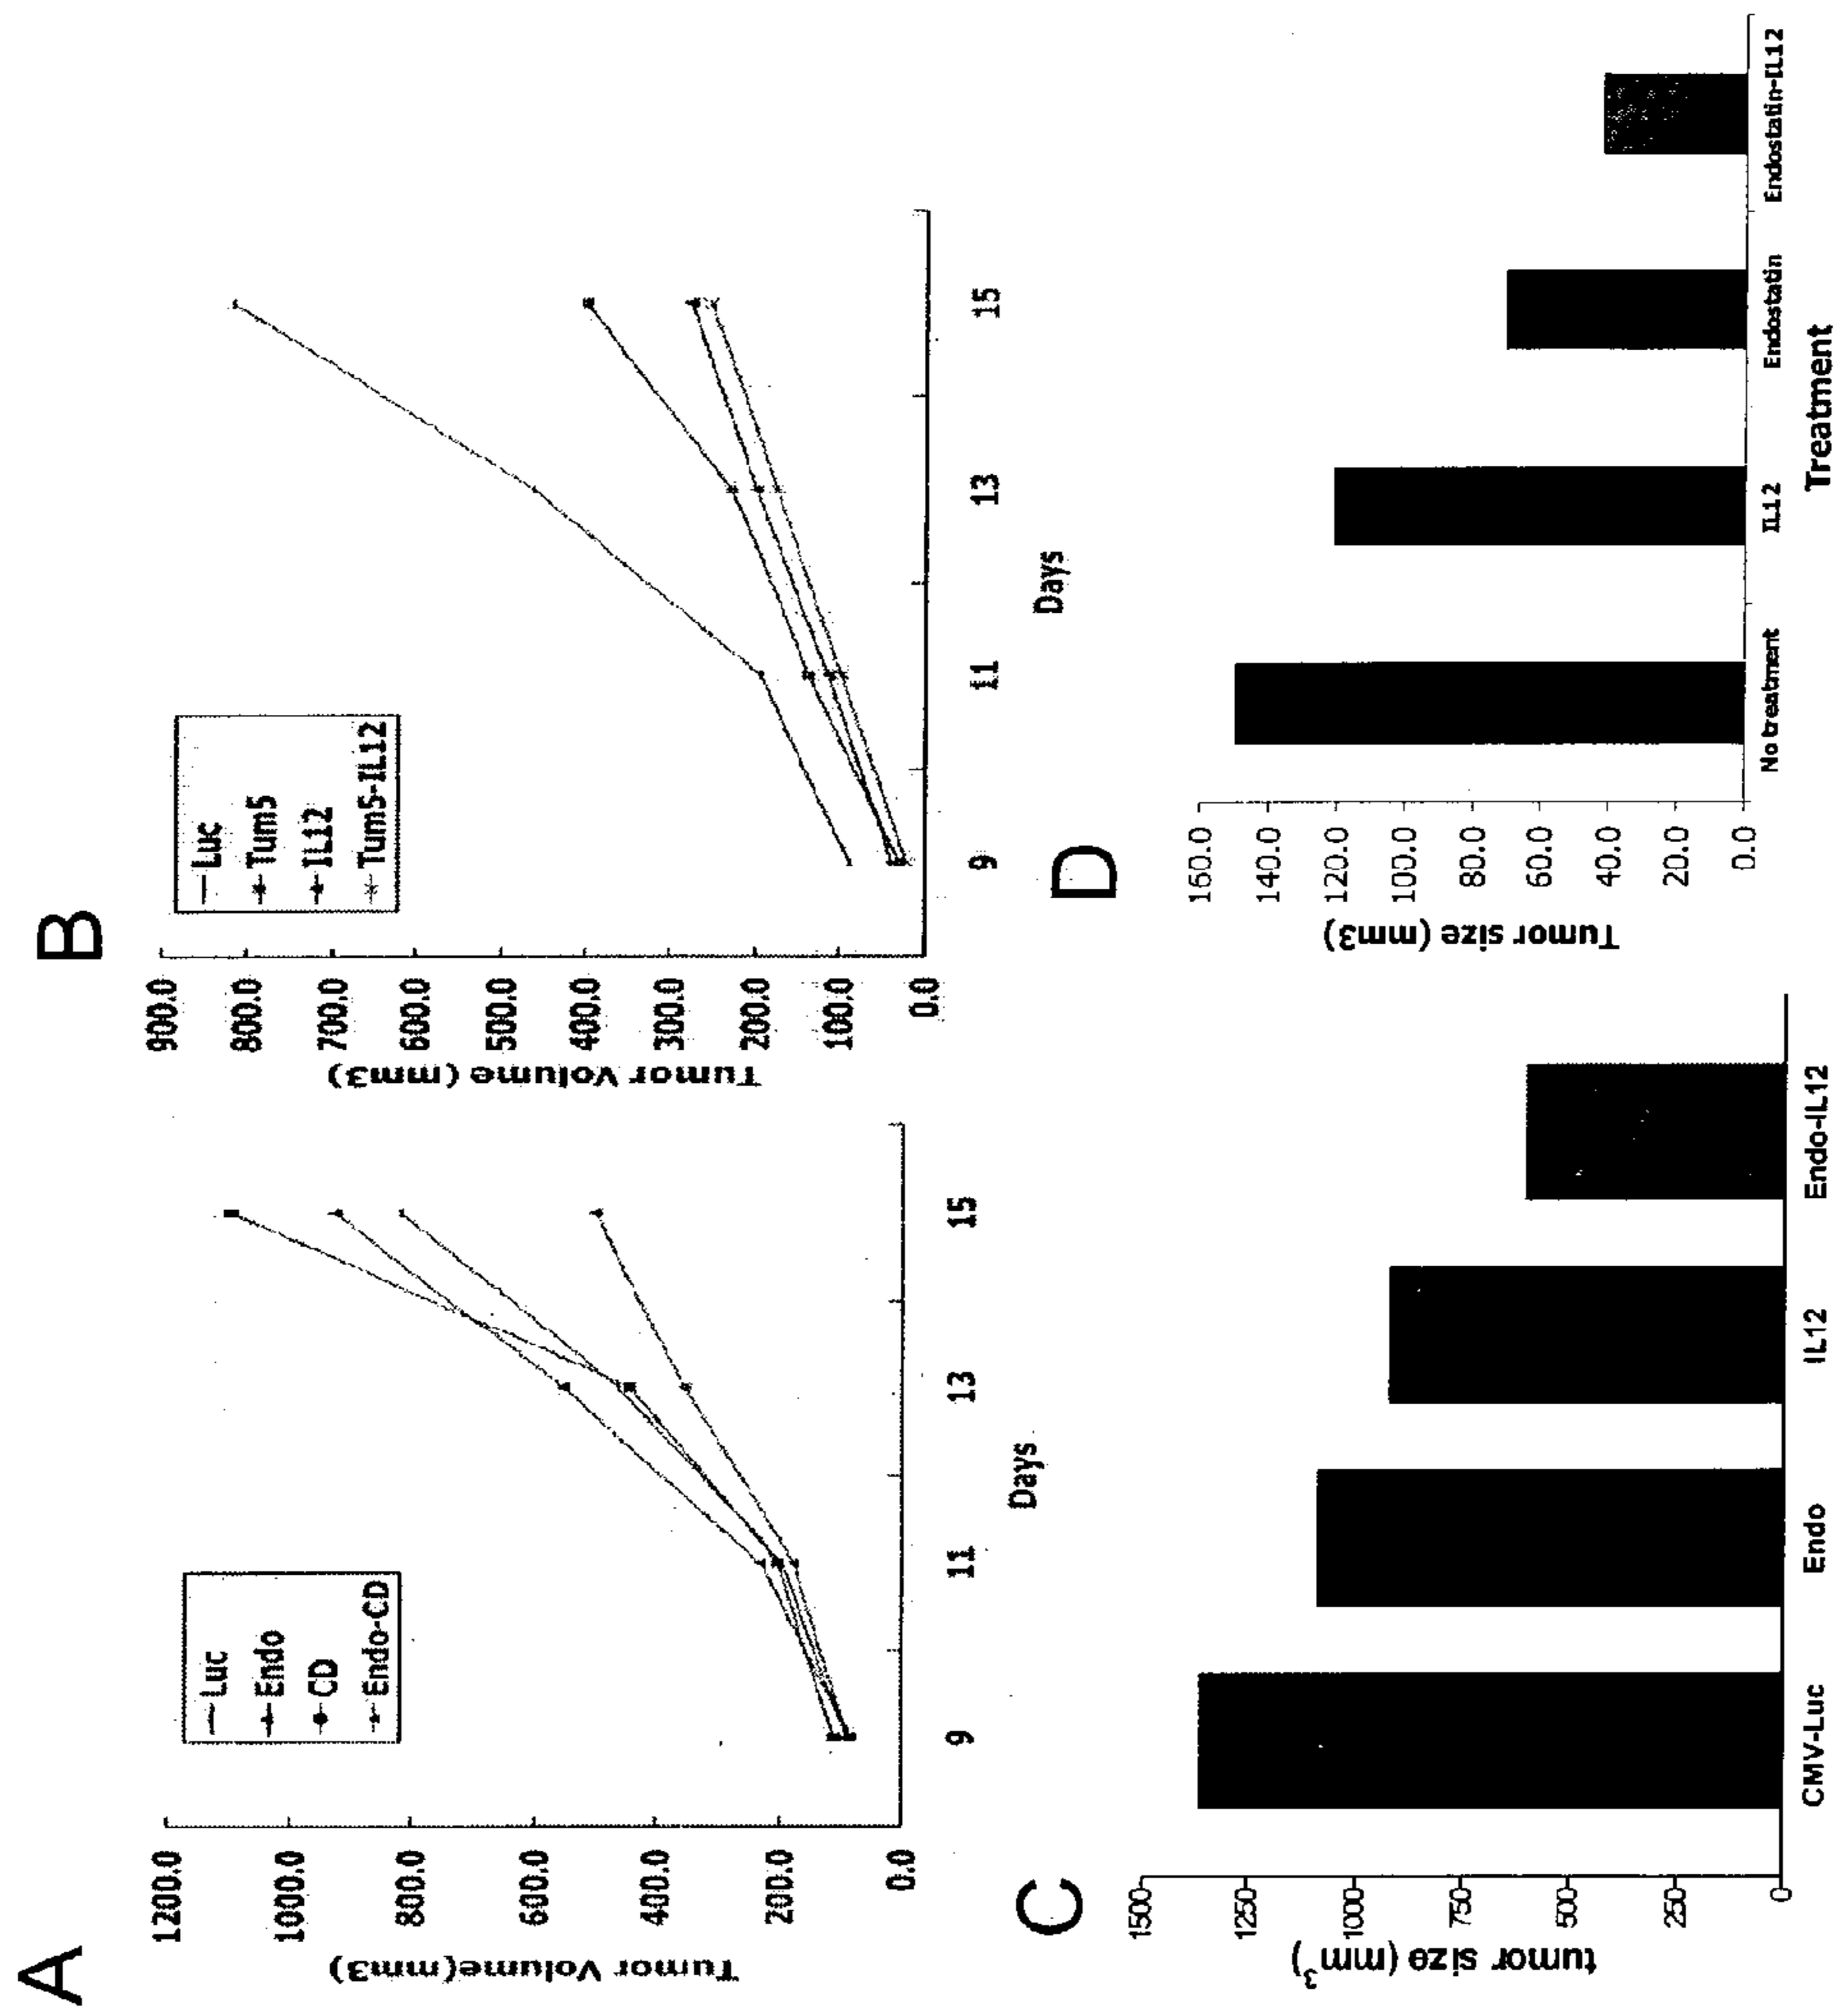 A
Tumor Volume(mm3)
1200.0
1000.0
800.0
600.0
400.0
200.0
0.0
Luc
Endo
CD
Endo-CD
9
11
13
15
Days
B
Tumor Volume (mm3)
900.0
800.0
700.0
600.0
500.0
400.0
300.0
200.0
100.0
0.0
Luc
Tum5
IL12
Tum5-IL12
9
11
13
15
Days
C
tumor size (mm3)
1500
1250
1000
750
500
250
0
CMV-Luc
Endo
IL12
Endo-IL12
D
Tumor size (mm3)
160.0
140.0
120.0
100.0
80.0
60.0
40.0
20.0
0.0
No treatment
IL12
Endostatin
Endostatin-IL12
Treatment